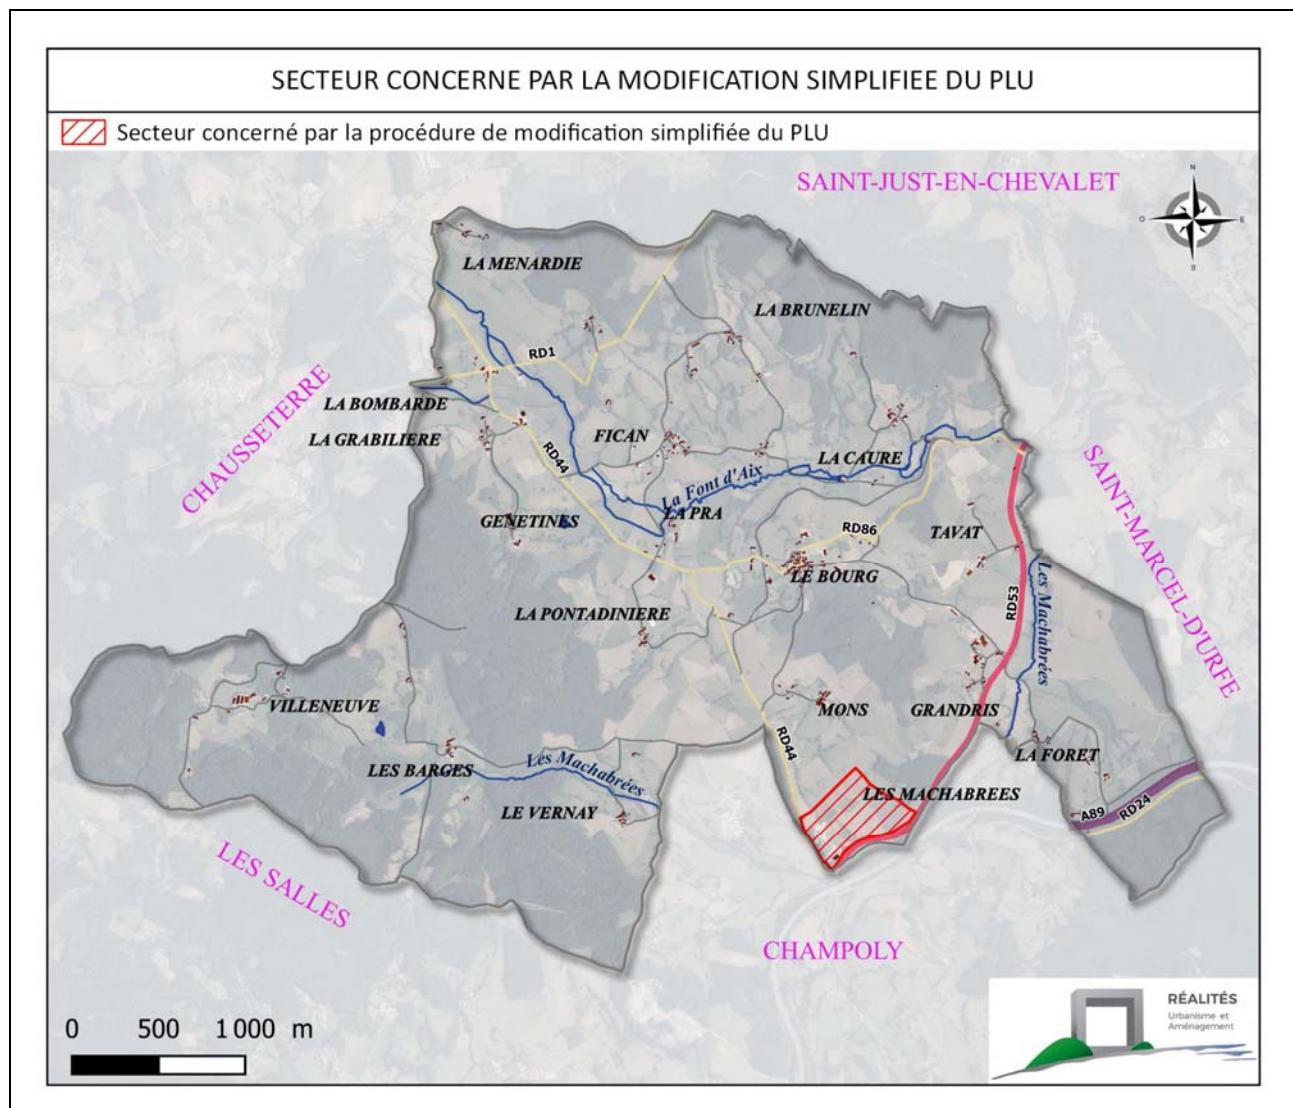 SECTEUR CONCERNE PAR LA MODIFICATION SIMPLIFIEE DU PLU
Secteur concerné par la procédure de modification simplifiée du PLU
SAINT-JUST-EN-CHEVALET
N
O
E
S
LA MENARDIE
LA BRUNELIN
RD1
CHAUSSETERRE
LA BOMBARDE
LA GRABILIERE
FICAN
RD44
LA CAURE
La Font d'Aix
SAINT-MARCEL-D'URFE
GENETINES
LA PRA
RD86
TAVAT
LE BOURG
Les Machabrées
RD53
LA PONTADINIERE
VILLENEUVE
MONS
GRANDRIS
RD44
LA FORET
LES BARGES
Les Machabrées
LES MACHABREES
LE VERNAY
A89
RD24
LES SALLES
CHAMPOLY
0 500 1 000 m
RÉALITÉS
Urbanisme et
Aménagement